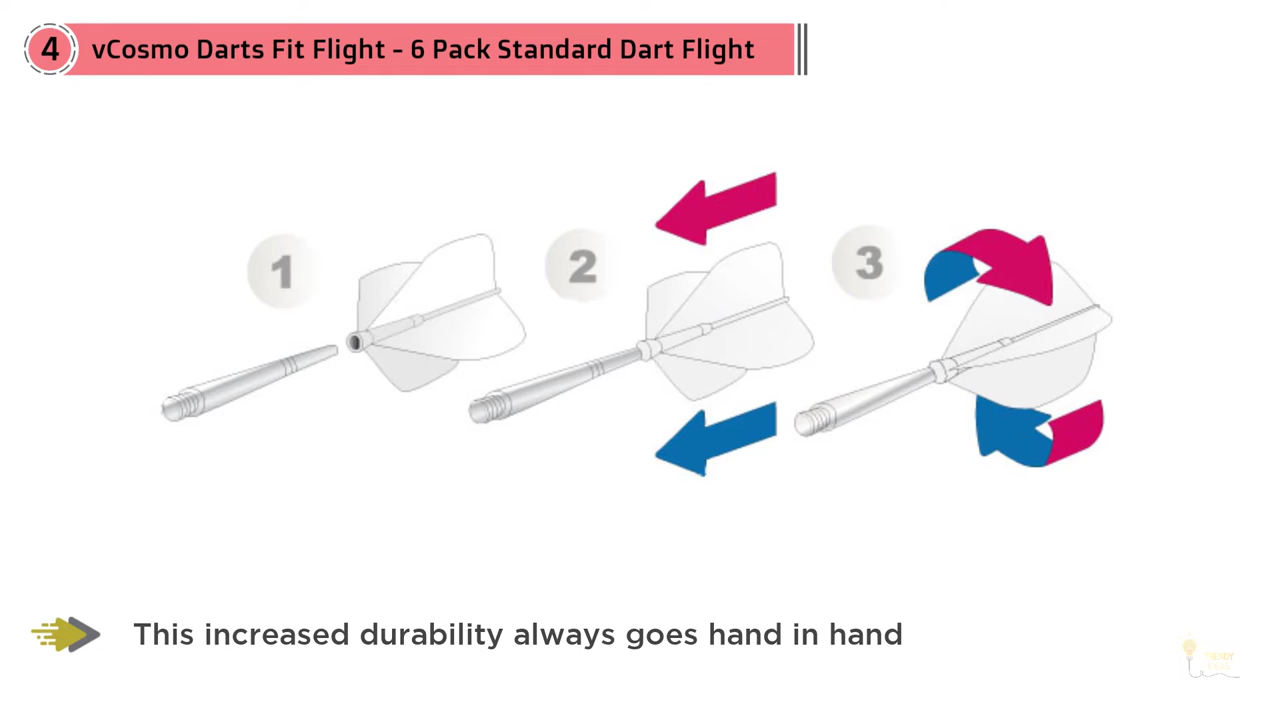 4
vCosmo Darts Fit Flight - 6 Pack Standard Dart Flight
1
2
3
This increased durability always goes hand in hand